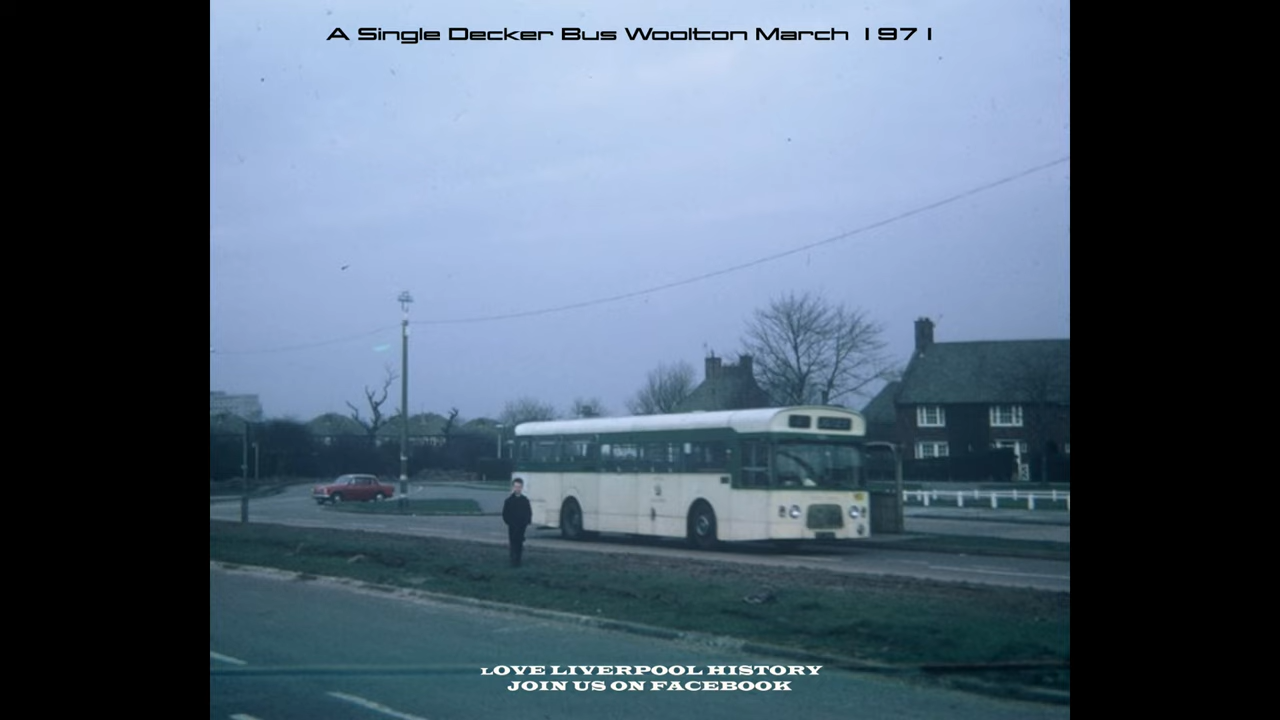 A Single Decker Bus Woolton March 1971
LOVE LIVERPOOL HISTORY
JOIN US ON FACEBOOK